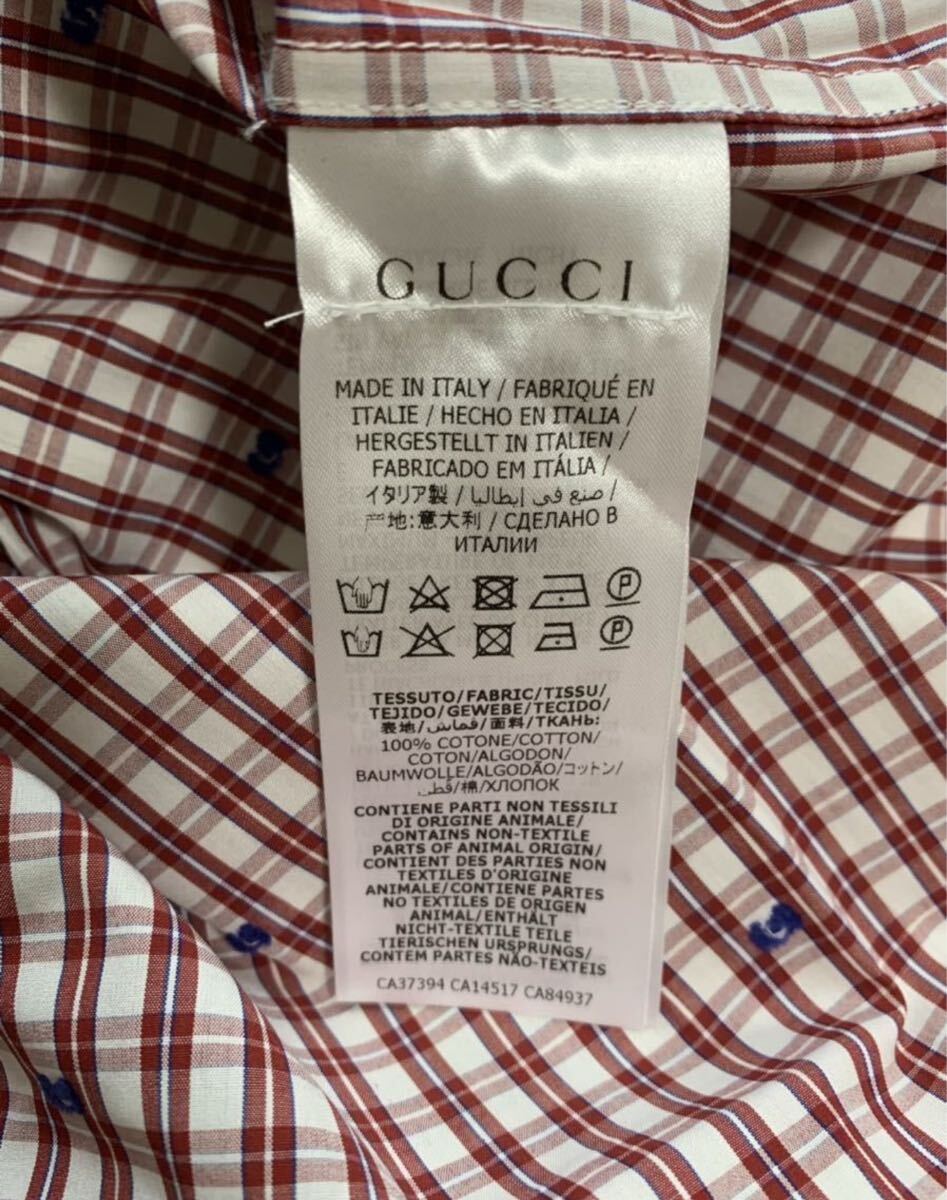 GUCCI
MADE IN ITALY / FABRIQUÉ EN
ITALIE / HECHO EN ITALIA /
HERGESTELLT IN ITALIEN /
FABRICADO EM ITÁLIA /
イタリア製 / صنع في إيطاليا /
产地:意大利 / СДЕЛАНО В
ИТАЛИИ
P
P
TESSUTO/FABRIC/TISSU/
TEJIDO/GEWEBE/TECIDO/
表地/قماش/面料/ТКАНЬ:
100% COTONE/COTTON/
COTON/ALGODON/
BAUMWOLLE/ALGODÃO/コットン/
قطن/棉/ХЛОПОК
CONTIENE PARTI NON TESSILI
DI ORIGINE ANIMALE/
CONTAINS NON-TEXTILE
PARTS OF ANIMAL ORIGIN/
CONTIENT DES PARTIES NON
TEXTILES D'ORIGINE
ANIMALE/CONTIENE PARTES
NO TEXTILES DE ORIGEN
ANIMAL/ENTHÄLT
NICHT-TEXTILE TEILE
TIERISCHEN URSPRUNGS/
CONTEM PARTES NÃO-TEXTEIS
CA37394 CA14517 CA84937